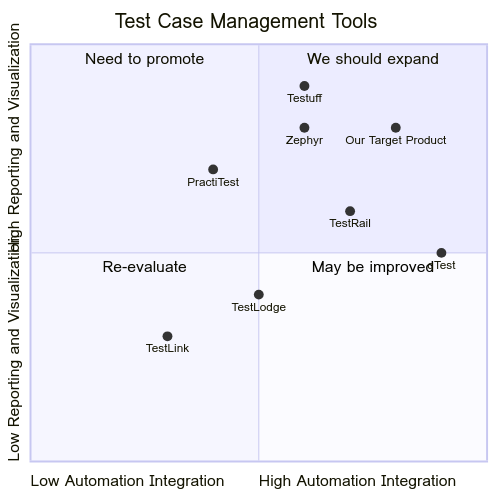 Test Case Management Tools
Need to promote
We should expand
Testuff
Zephyr
Our Target Product
PractiTest
TestRail
Re-evaluate
May be improved
TestLodge
TestLink
High Reporting and Visualization
Low Reporting and Visualization
Low Automation Integration
High Automation Integration